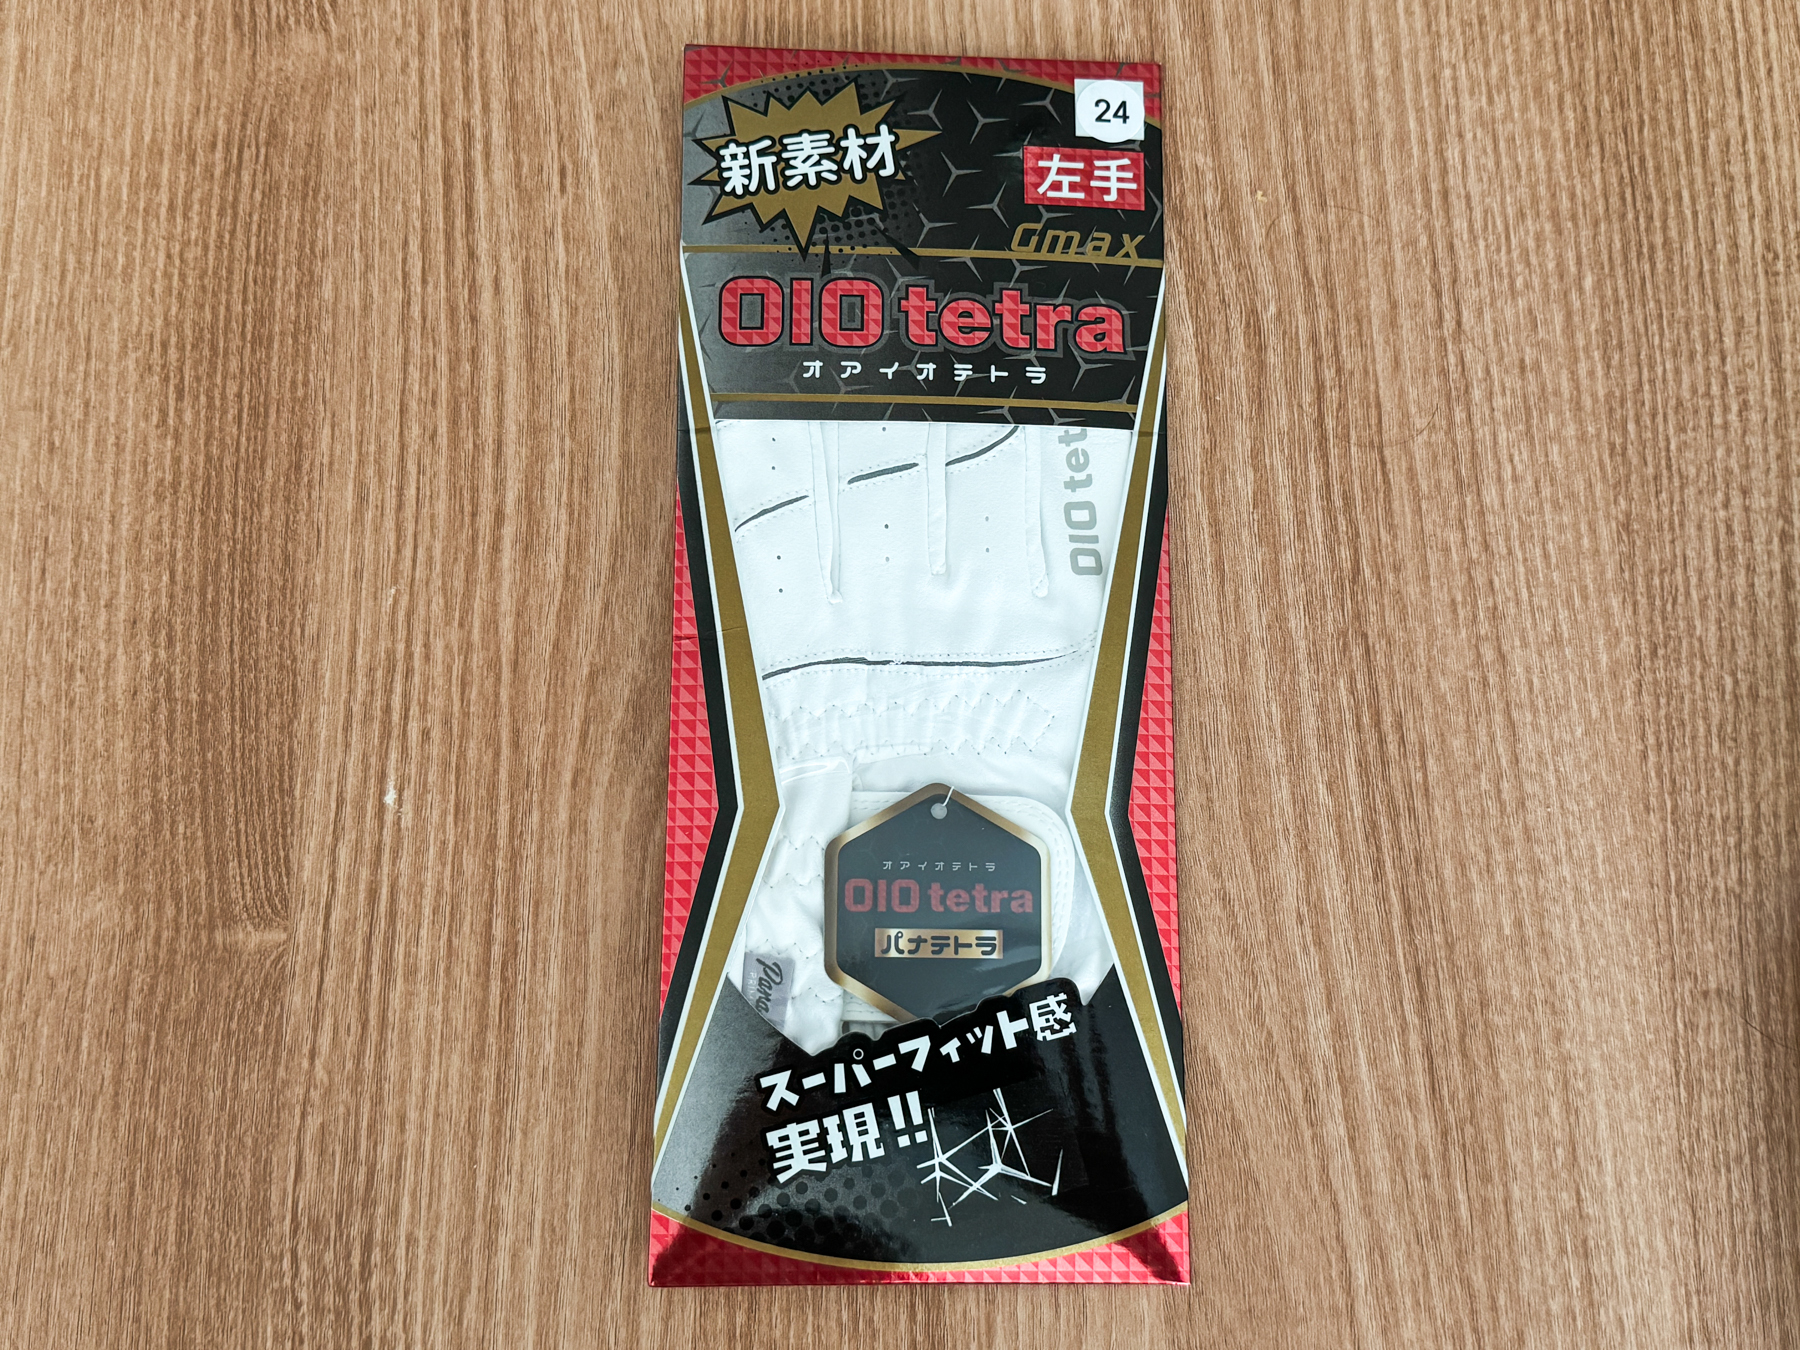 24
新素材
左手
Gmax
OIO tetra
オアイオテトラ
OIO tet
オアイオテトラ
OIO tetra
パナテトラ
スーパーフィット感
実現!!